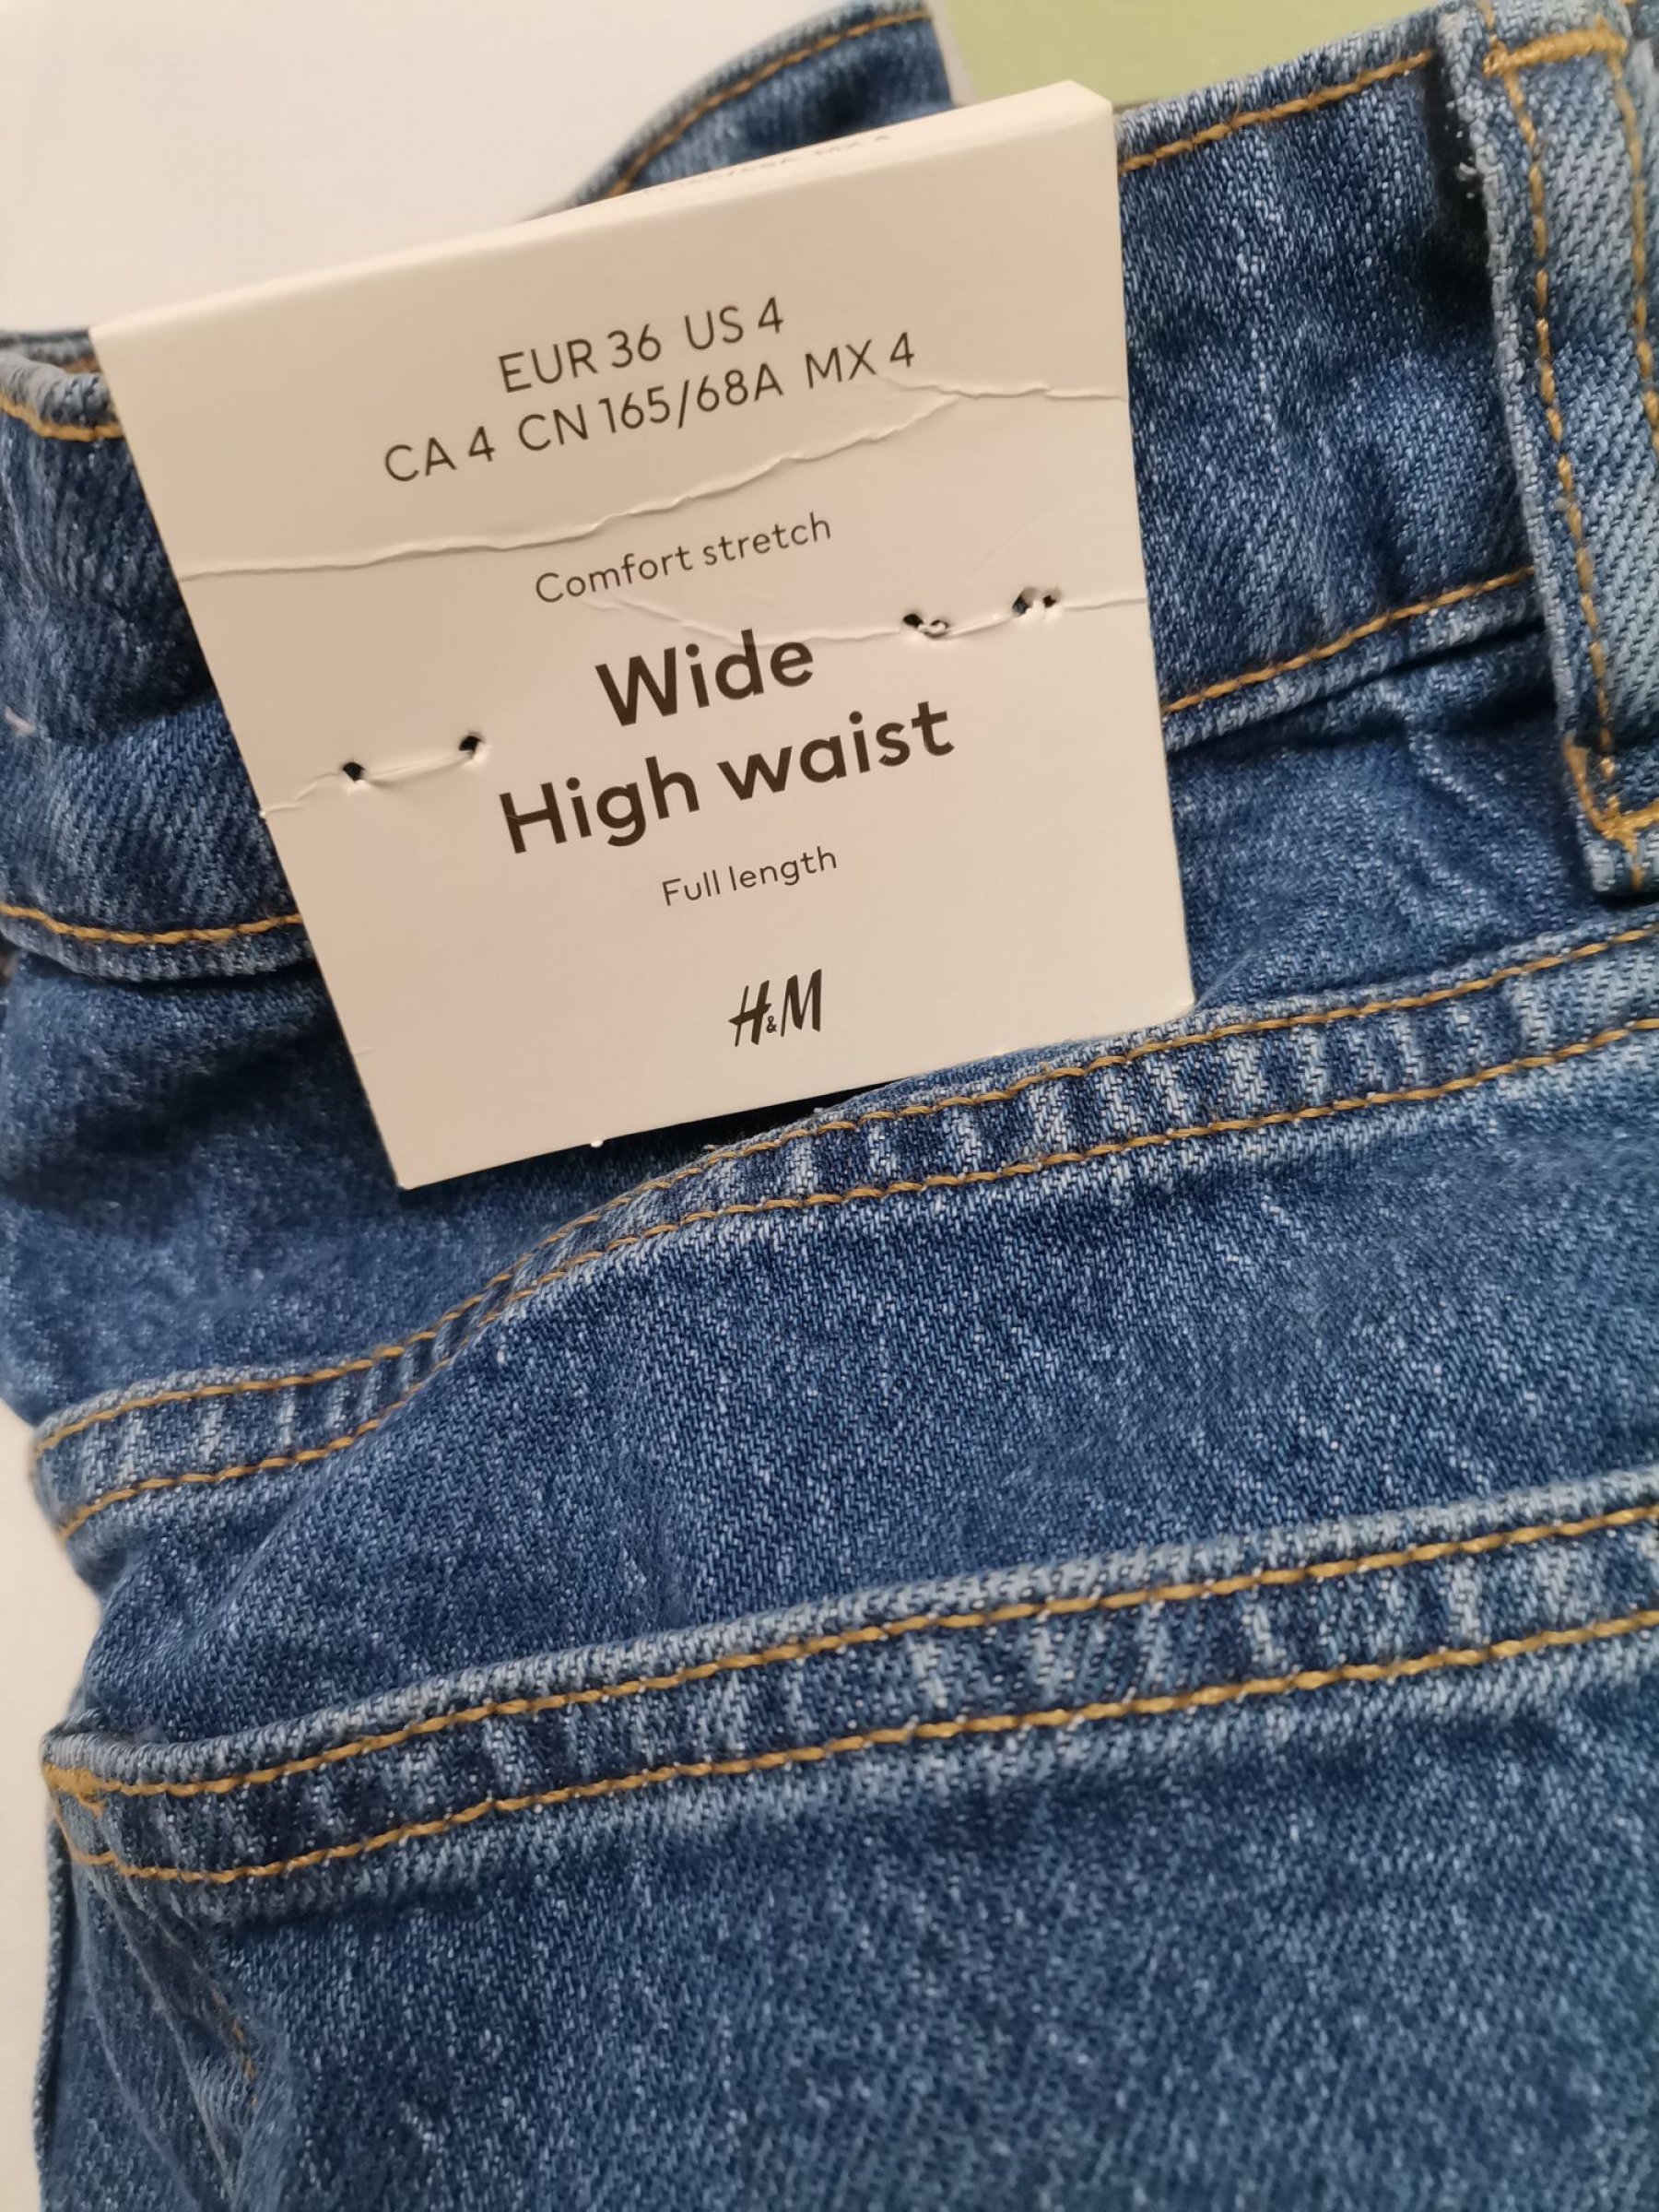 EUR 36 US 4
CA 4 CN 165/68A MX 4
Comfort stretch
Wide
High waist
Full length
H&M